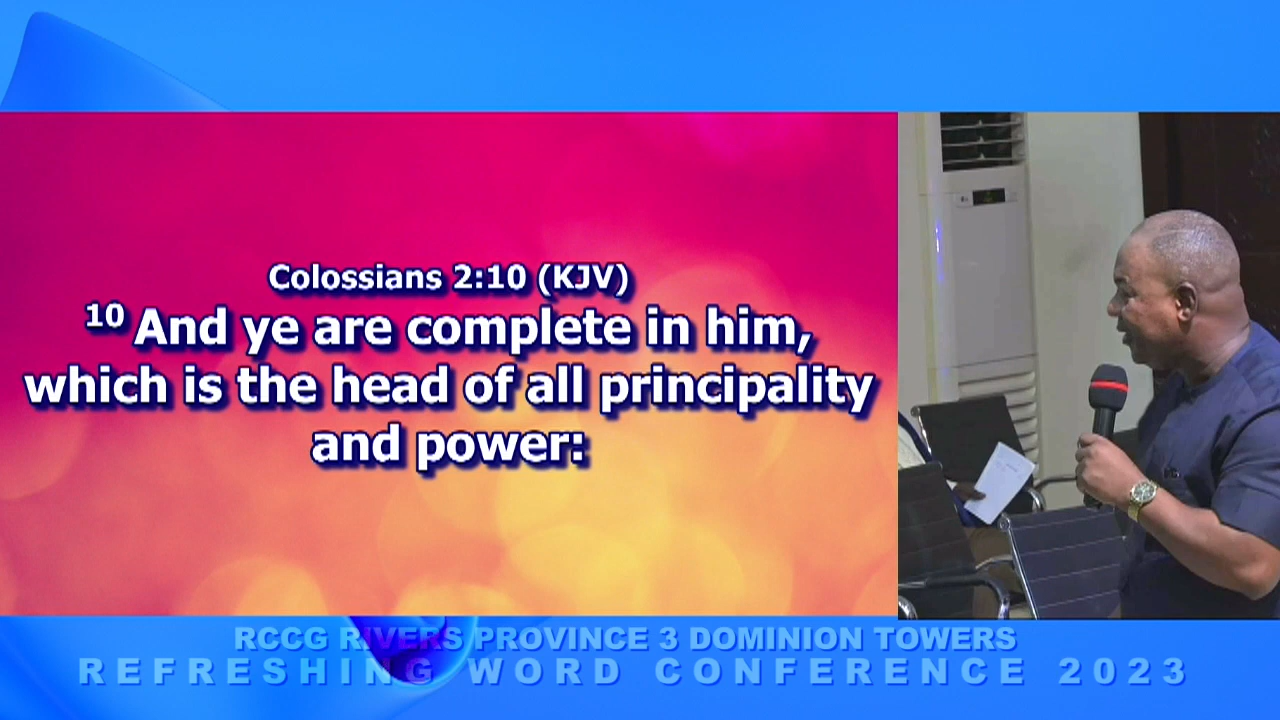 Colossians 2:10 (KJV)
10 And ye are complete in him,
which is the head of all principality
and power:
RCCG RIVERS PROVINCE 3 DOMINION TOWERS
REFRESHING WORD CONFERENCE 2023